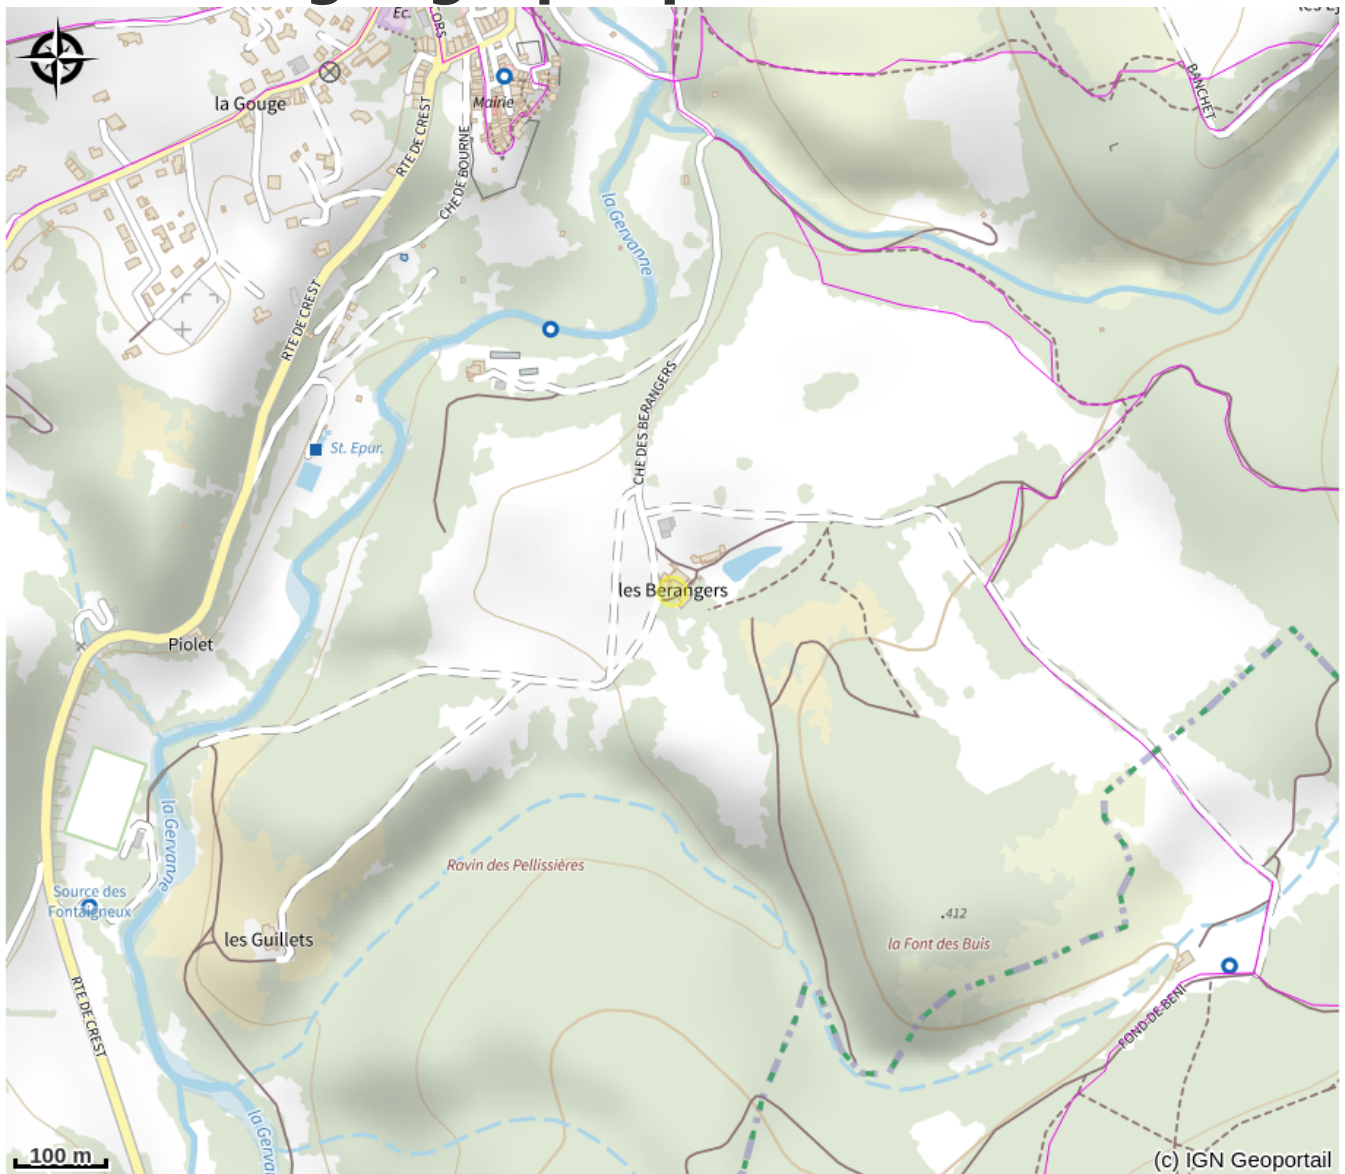 Ec.
CORS
la Gouge
Mairie
BANCHET
RTE DE CREST
CHE DE BOURNE
la Gervanne
RTE DE CREST
CHE DES BERANGERS
St. Epur.
les Berangers
Piolet
la Gervanne
Ravin des Pellissières
Source des
Fontaigneux
.412
les Guillets
la Font des Buis
RTE DE CREST
FOND DE BENI
la Gerva
100 m
(c) IGN Geoportail